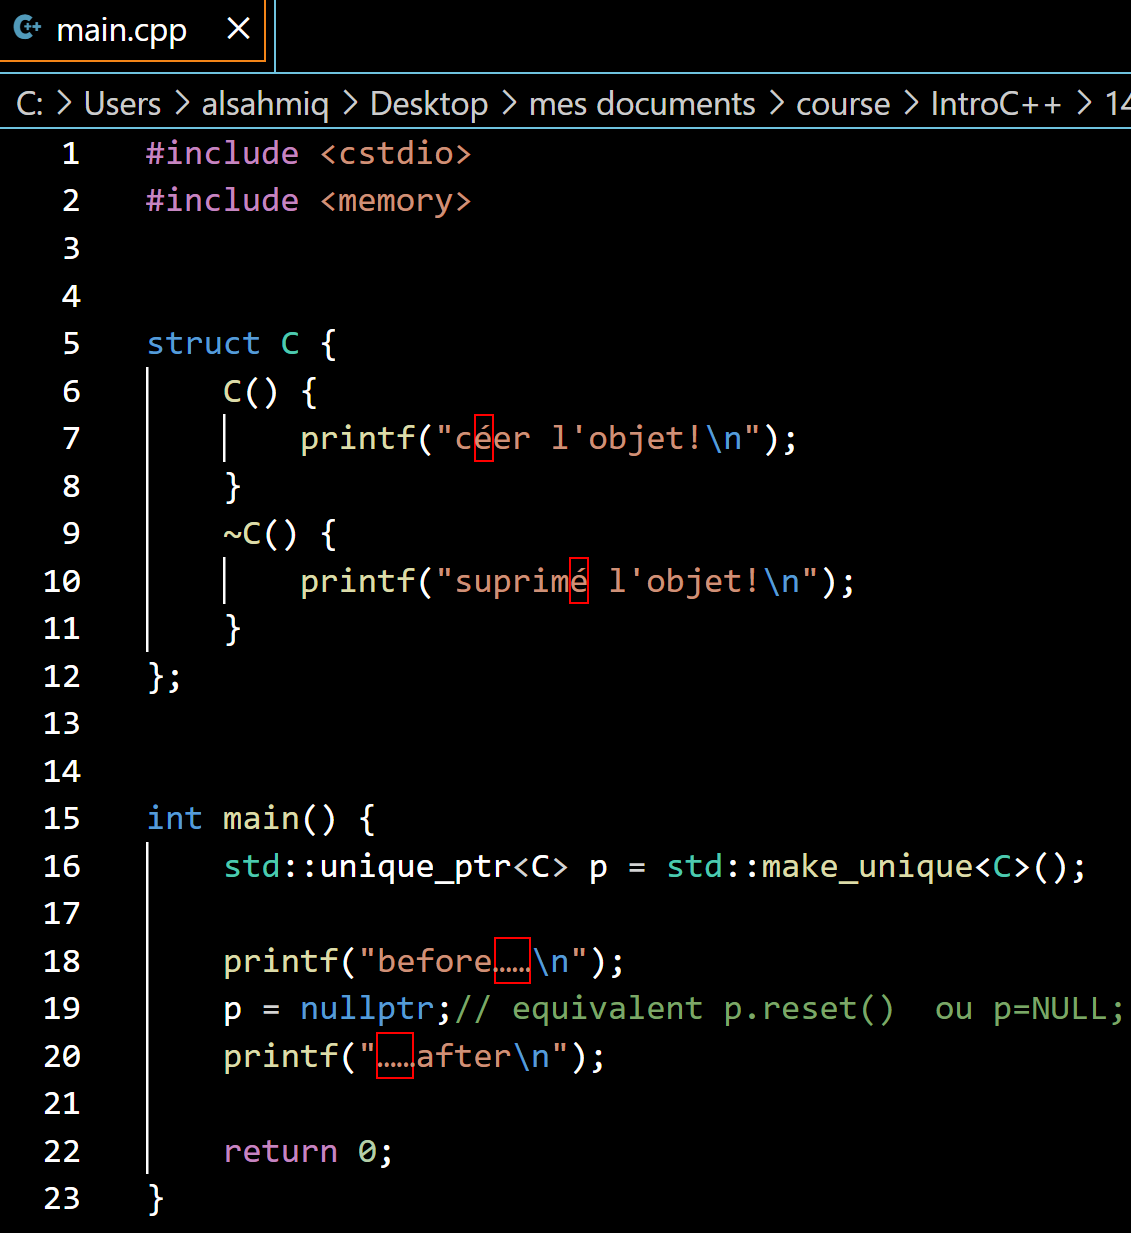 main.cpp ×
C: > Users > alsahmiq > Desktop > mes documents > course > IntroC++ > 14
1 #include <cstdio>
2 #include <memory>
3
4
5 struct C {
6     C() {
7         printf("céer l'objet!\n");
8     }
9     ~C() {
10         printf("suprimé l'objet!\n");
11     }
12 };
13
14
15 int main() {
16     std::unique_ptr<C> p = std::make_unique<C>();
17
18     printf("before……\n");
19     p = nullptr;// equivalent p.reset()  ou p=NULL;
20     printf("……after\n");
21
22     return 0;
23 }